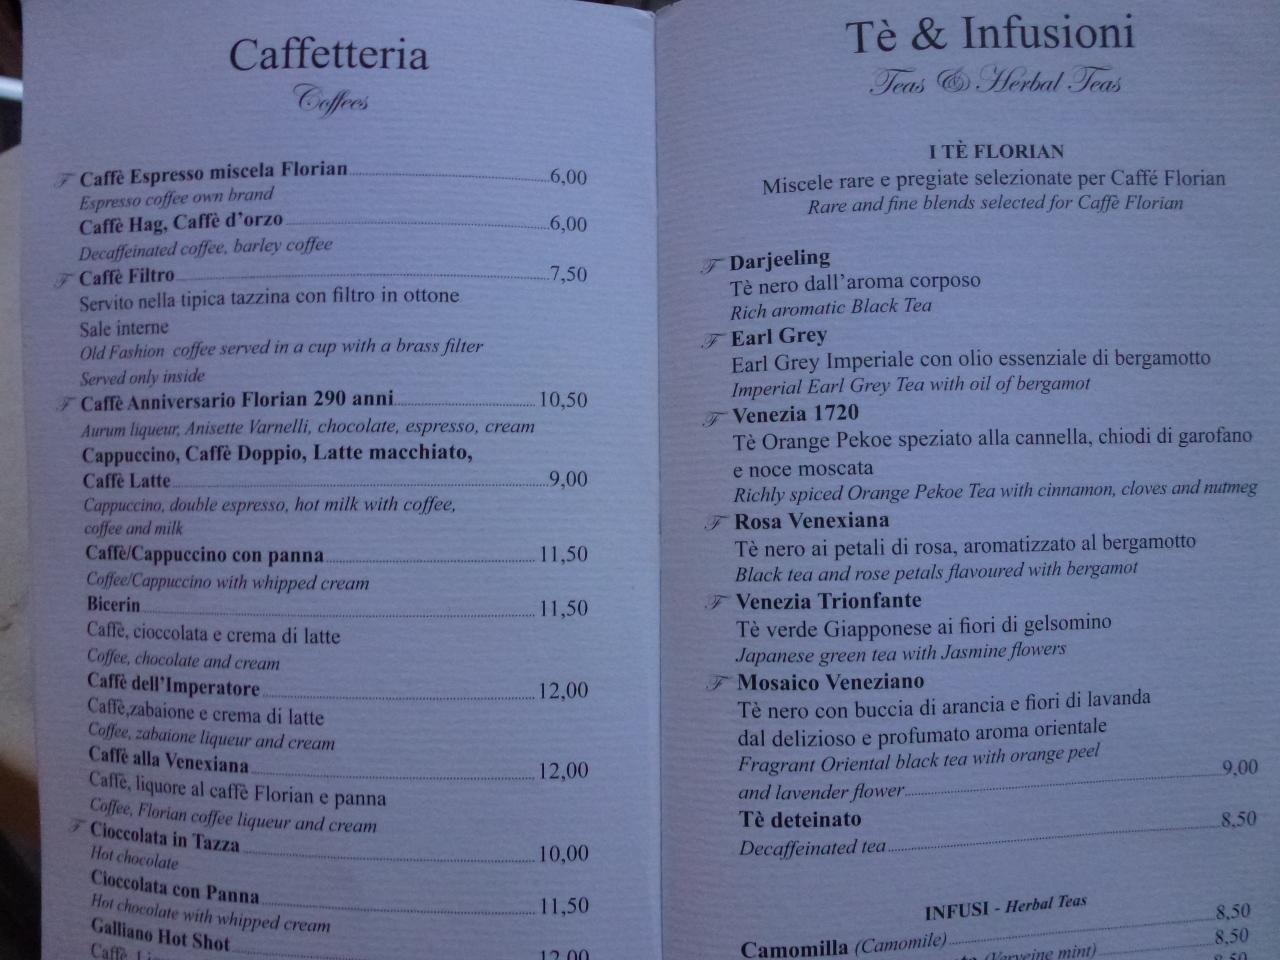 Caffetteria
Coffees
F Caffè Espresso miscela Florian 6,00
Espresso coffee own brand
Caffè Hag, Caffè d'orzo 6,00
Decaffeinated coffee, barley coffee
F Caffè Filtro 7,50
Servito nella tipica tazzina con filtro in ottone
Sale interne
Old Fashion coffee served in a cup with a brass filter
Served only inside
F Caffè Anniversario Florian 290 anni 10,50
Aurum liqueur, Anisette Varnelli, chocolate, espresso, cream
Cappuccino, Caffè Doppio, Latte macchiato,
Caffè Latte 9,00
Cappuccino, double espresso, hot milk with coffee,
coffee and milk
Caffè/Cappuccino con panna 11,50
Coffee/Cappuccino with whipped cream
Bicerin 11,50
Caffè, cioccolata e crema di latte
Coffee, chocolate and cream
Caffè dell'Imperatore 12,00
Caffè,zabaione e crema di latte
Coffee, zabaione liqueur and cream
Caffè alla Venexiana 12,00
Caffè, liquore al caffè Florian e panna
Coffee, Florian coffee liqueur and cream
F Cioccolata in Tazza 10,00
Hot chocolate
Cioccolata con Panna 11,50
Hot chocolate with whipped cream
Galliano Hot Shot 12,00
Caffè,
Tè & Infusioni
Teas & Herbal Teas
I TÈ FLORIAN
Miscele rare e pregiate selezionate per Caffé Florian
Rare and fine blends selected for Caffè Florian
F Darjeeling
Tè nero dall'aroma corposo
Rich aromatic Black Tea
F Earl Grey
Earl Grey Imperiale con olio essenziale di bergamotto
Imperial Earl Grey Tea with oil of bergamot
F Venezia 1720
Tè Orange Pekoe speziato alla cannella, chiodi di garofano
e noce moscata
Richly spiced Orange Pekoe Tea with cinnamon, cloves and nutmeg
F Rosa Venexiana
Tè nero ai petali di rosa, aromatizzato al bergamotto
Black tea and rose petals flavoured with bergamot
F Venezia Trionfante
Tè verde Giapponese ai fiori di gelsomino
Japanese green tea with Jasmine flowers
F Mosaico Veneziano
Tè nero con buccia di arancia e fiori di lavanda
dal delizioso e profumato aroma orientale
Fragrant Oriental black tea with orange peel
and lavender flower 9,00
Tè deteinato 8,50
Decaffeinated tea
INFUSI - Herbal Teas
Camomilla (Camomile) 8,50
(Verveine mint) 8,50
8,50